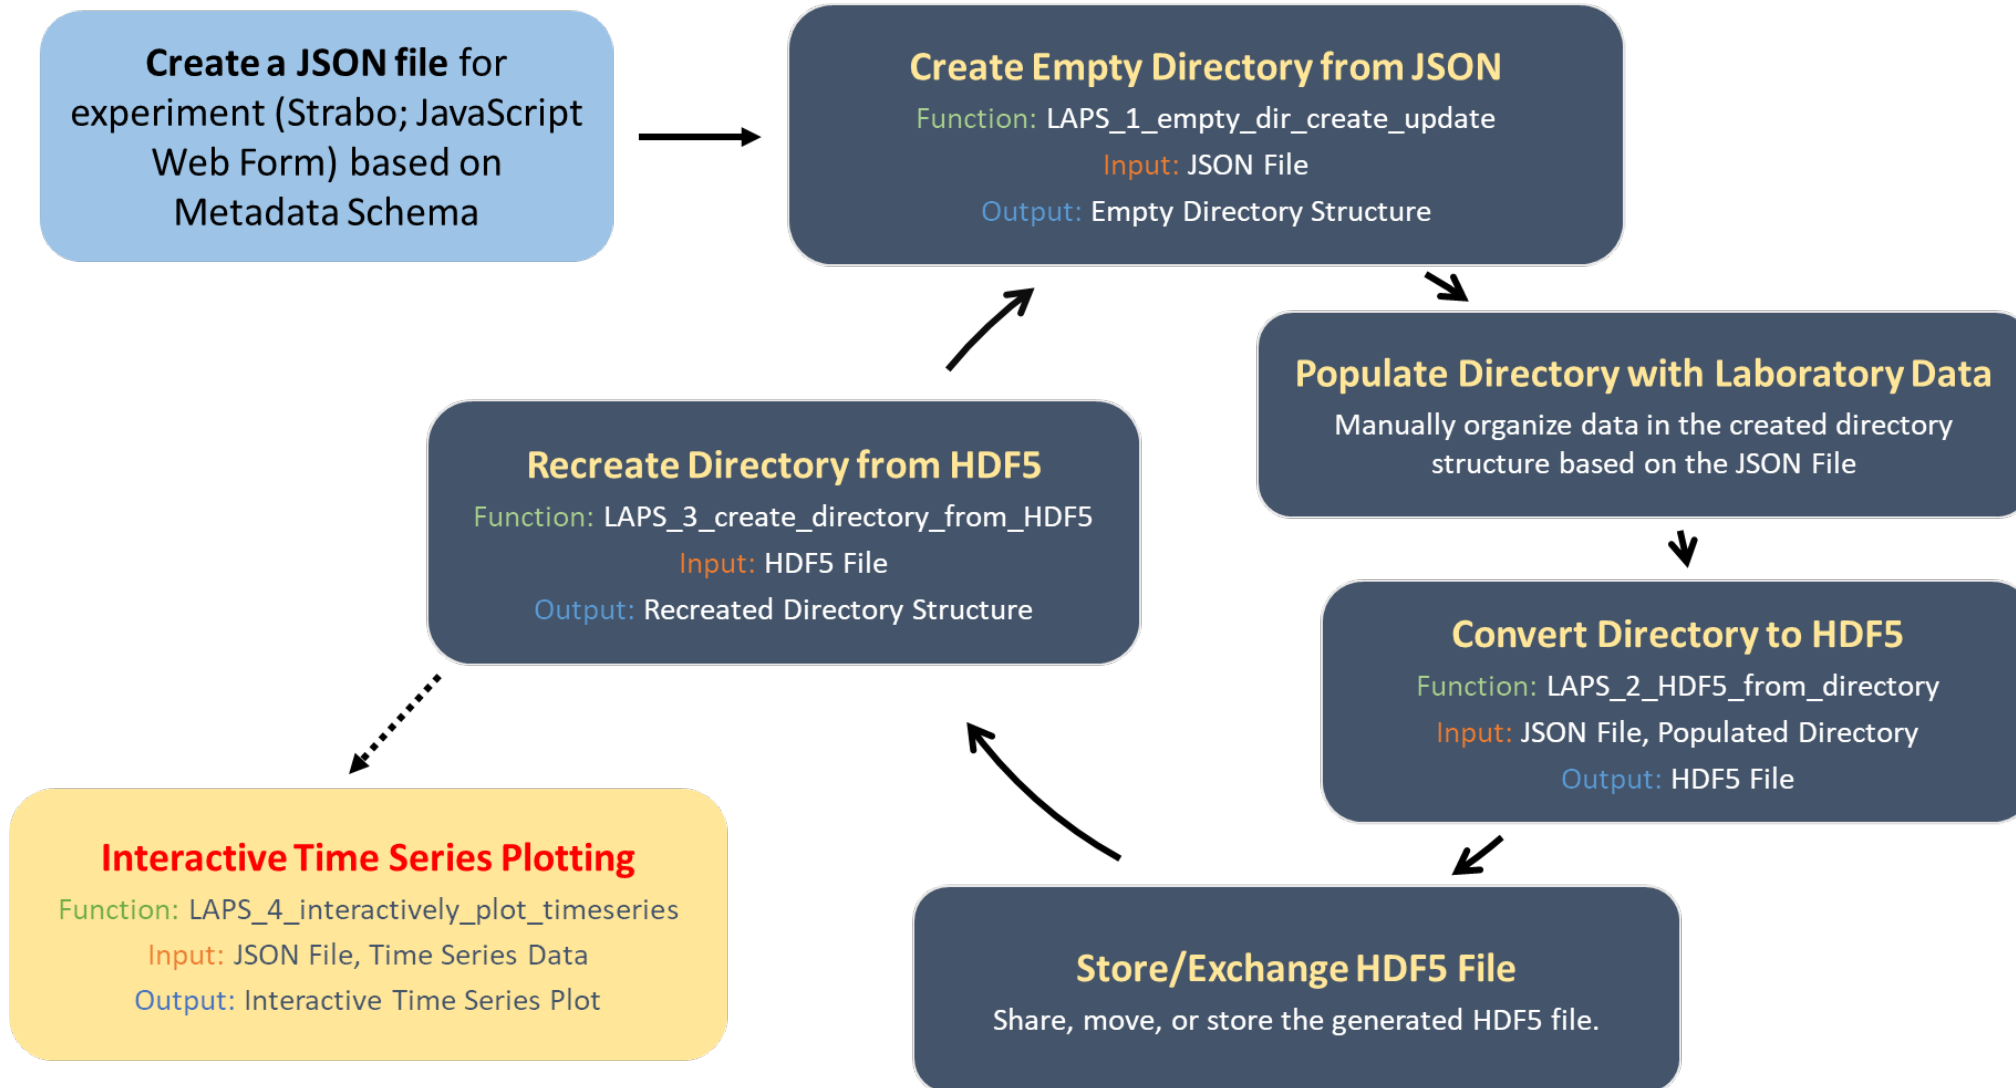 Create a JSON file for
experiment (Strabo; JavaScript
Web Form) based on
Metadata Schema
Create Empty Directory from JSON
Function: LAPS_1_empty_dir_create_update
Input: JSON File
Output: Empty Directory Structure
Populate Directory with Laboratory Data
Manually organize data in the created directory
structure based on the JSON File
Convert Directory to HDF5
Function: LAPS_2_HDF5_from_directory
Input: JSON File, Populated Directory
Output: HDF5 File
Store/Exchange HDF5 File
Share, move, or store the generated HDF5 file.
Recreate Directory from HDF5
Function: LAPS_3_create_directory_from_HDF5
Input: HDF5 File
Output: Recreated Directory Structure
Interactive Time Series Plotting
Function: LAPS_4_interactively_plot_timeseries
Input: JSON File, Time Series Data
Output: Interactive Time Series Plot